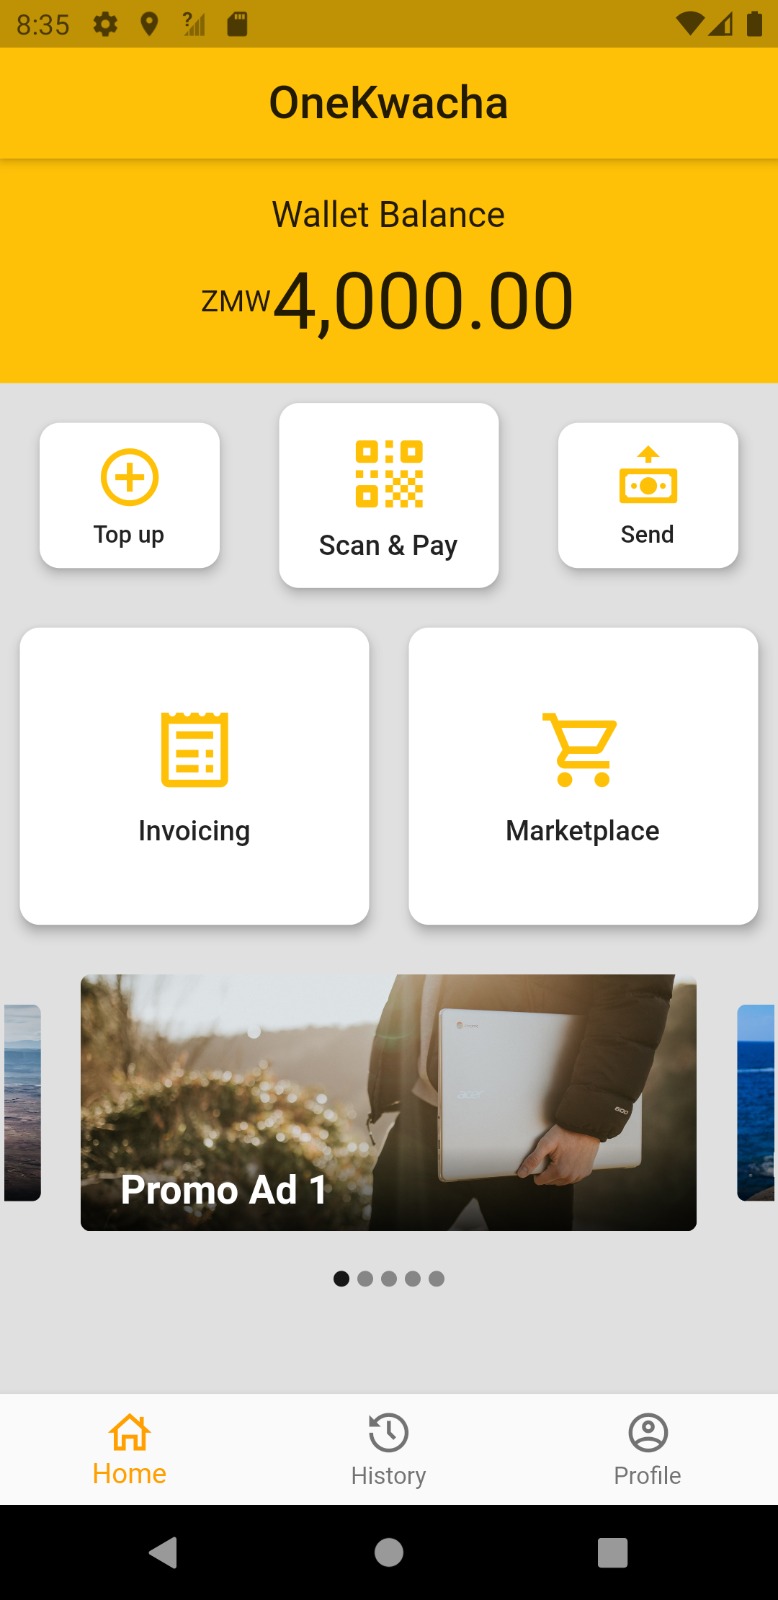 8:35
OneKwacha
Wallet Balance
ZMW4,000.00
Top up
Scan & Pay
Send
Invoicing
Marketplace
acer
Promo Ad 1
Home
History
Profile